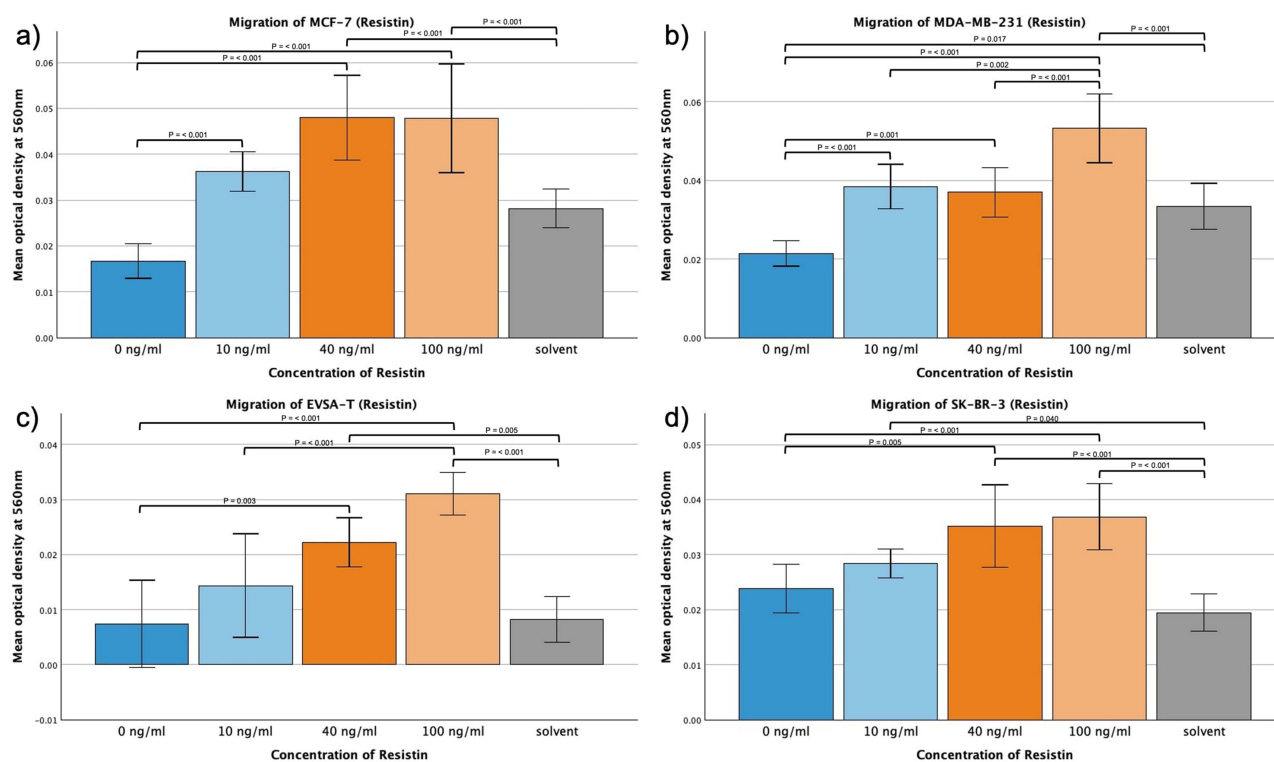 a)
Migration of MCF-7 (Resistin)
P = < 0.001
P = < 0.001
P = < 0.001
P = < 0.001
P = < 0.001
Mean optical density at 560nm
0.06
0.05
0.04
0.03
0.02
0.01
0.00
0 ng/ml 10 ng/ml 40 ng/ml 100 ng/ml solvent
Concentration of Resistin
b)
Migration of MDA-MB-231 (Resistin)
P = < 0.001
P = 0.017
P = < 0.001
P = 0.002
P = < 0.001
P = 0.001
P = < 0.001
Mean optical density at 560nm
0.06
0.04
0.02
0.00
0 ng/ml 10 ng/ml 40 ng/ml 100 ng/ml solvent
Concentration of Resistin
c)
Migration of EVSA-T (Resistin)
P = < 0.001
P = 0.005
P = < 0.001
P = < 0.001
P = 0.003
Mean optical density at 560nm
0.04
0.03
0.02
0.01
0.00
-0.01
0 ng/ml 10 ng/ml 40 ng/ml 100 ng/ml solvent
Concentration of Resistin
d)
Migration of SK-BR-3 (Resistin)
P = 0.040
P = < 0.001
P = 0.005
P = < 0.001
P = < 0.001
Mean optical density at 560nm
0.05
0.04
0.03
0.02
0.01
0.00
0 ng/ml 10 ng/ml 40 ng/ml 100 ng/ml solvent
Concentration of Resistin